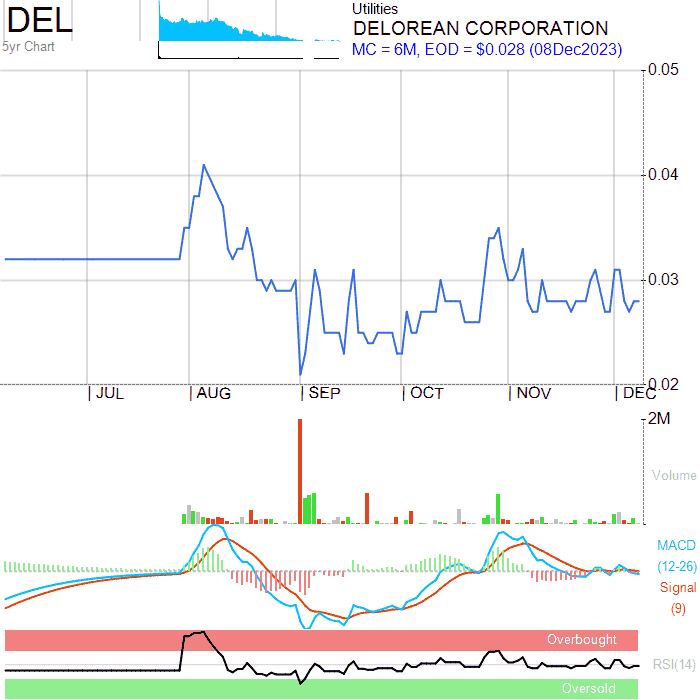 DEL
5yr Chart
Utilities
DELOREAN CORPORATION
MC = 6M, EOD = $0.028 (08Dec2023)
0.05
0.04
0.03
0.02
JUL AUG SEP OCT NOV DEC
2M
Volume
MACD
(12-26)
Signal
(9)
Overbought
RSI(14)
Oversold